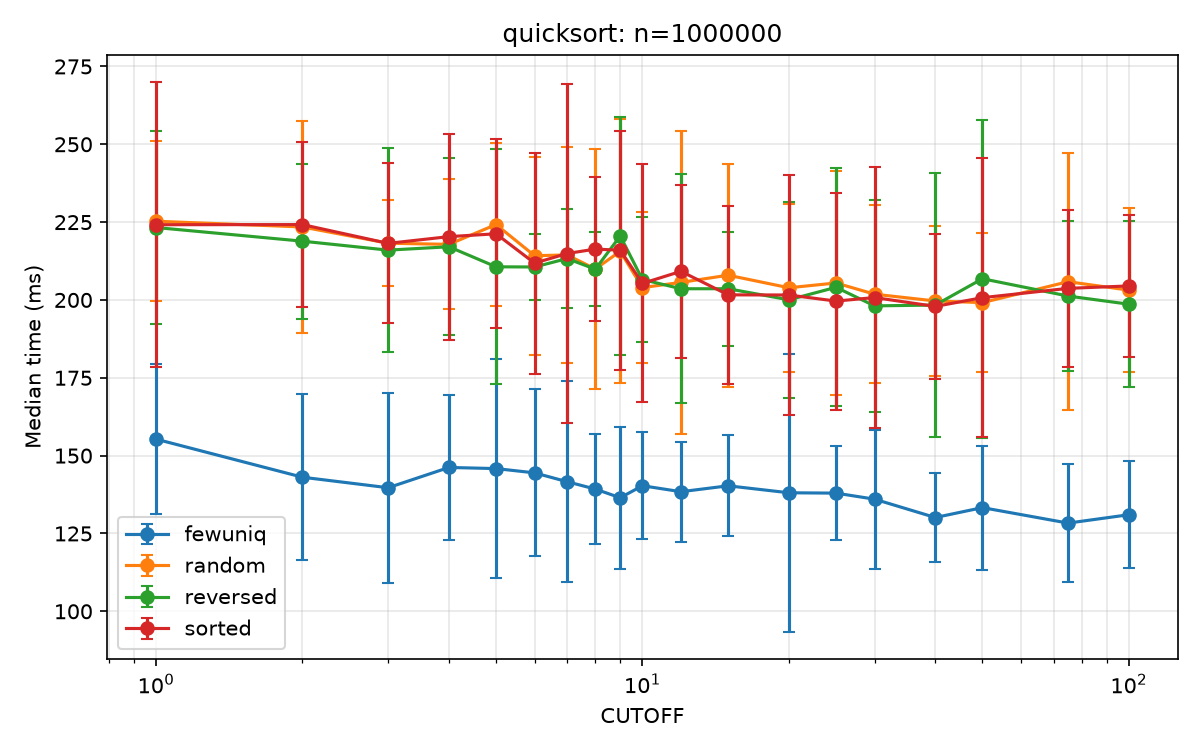 quicksort: n=1000000
Median time (ms)
275
250
225
200
175
150
125
100
fewuniq
random
reversed
sorted
10⁰
10¹
10²
CUTOFF